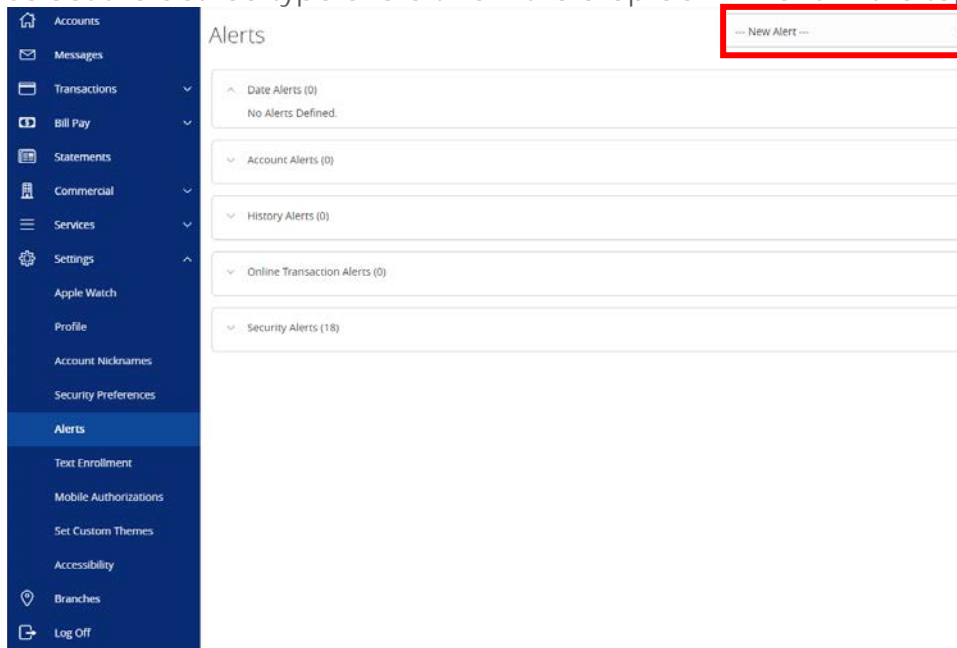 Accounts
Messages
Transactions
Bill Pay
Statements
Commercial
Services
Settings
Apple Watch
Profile
Account Nicknames
Security Preferences
Alerts
Text Enrollment
Mobile Authorizations
Set Custom Themes
Accessibility
Branches
Log Off
Alerts
--- New Alert ---
Date Alerts (0)
No Alerts Defined.
Account Alerts (0)
History Alerts (0)
Online Transaction Alerts (0)
Security Alerts (18)